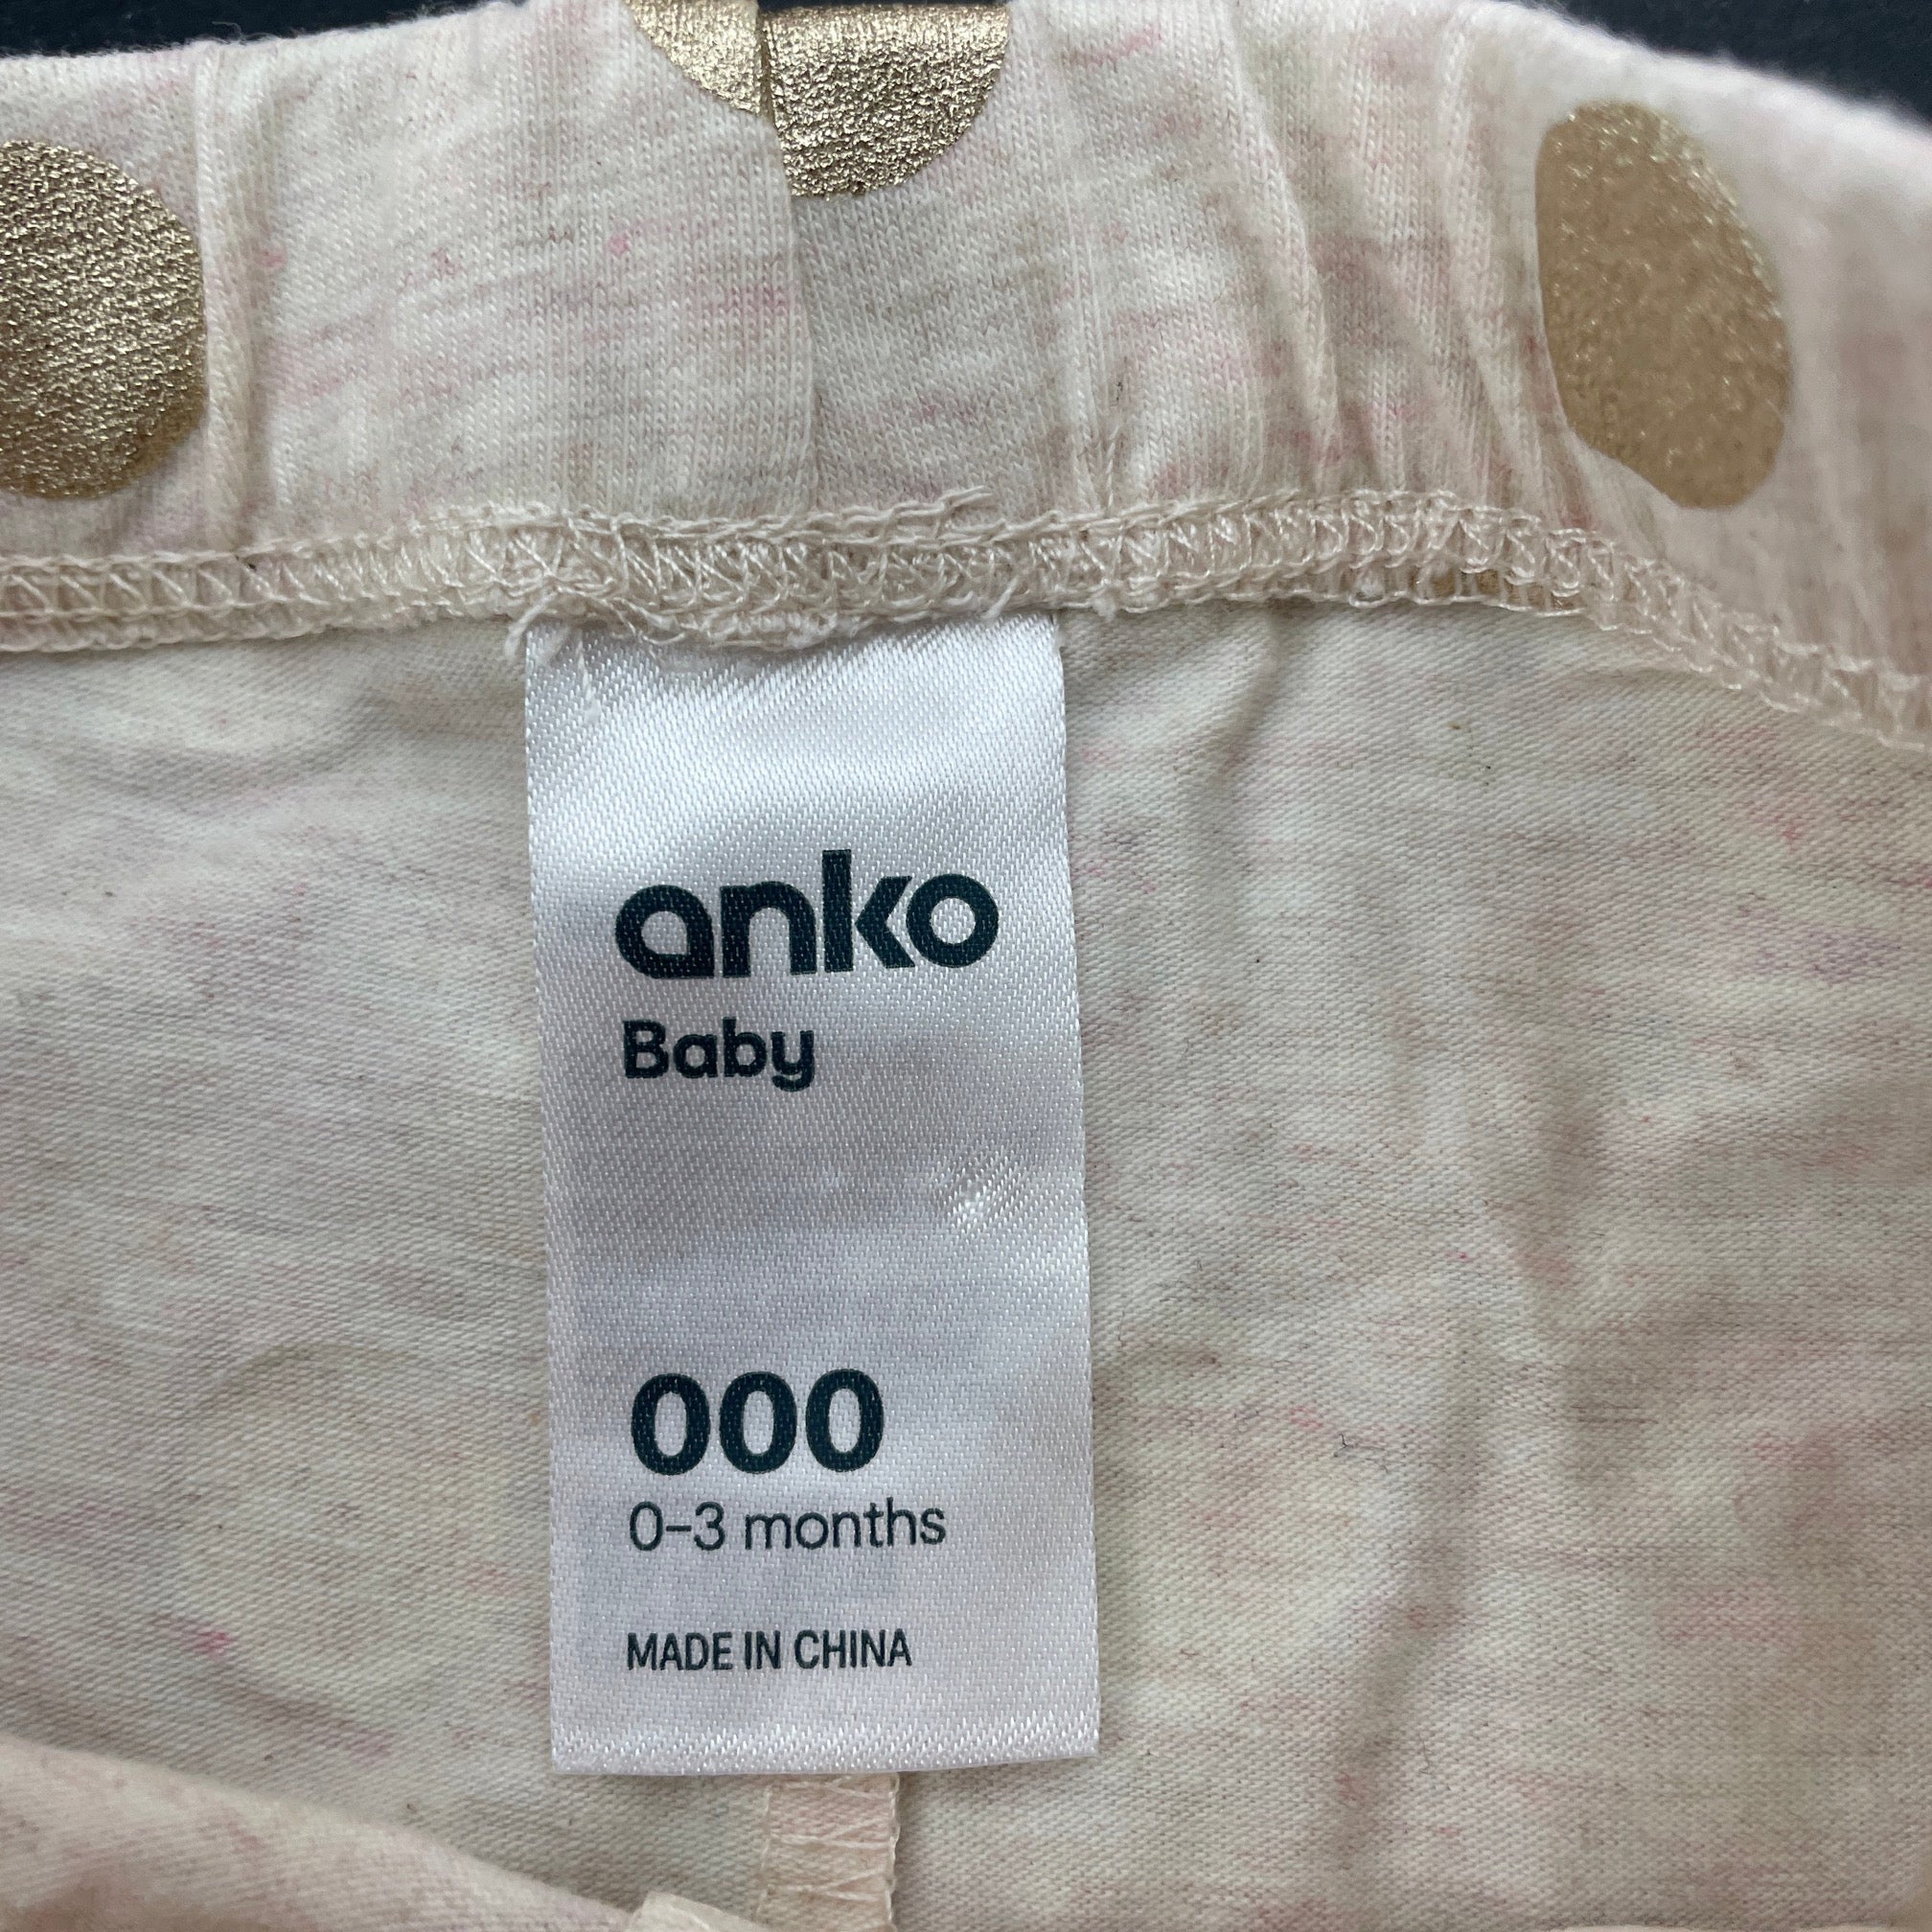 anko
Baby
000
0–3 months
MADE IN CHINA